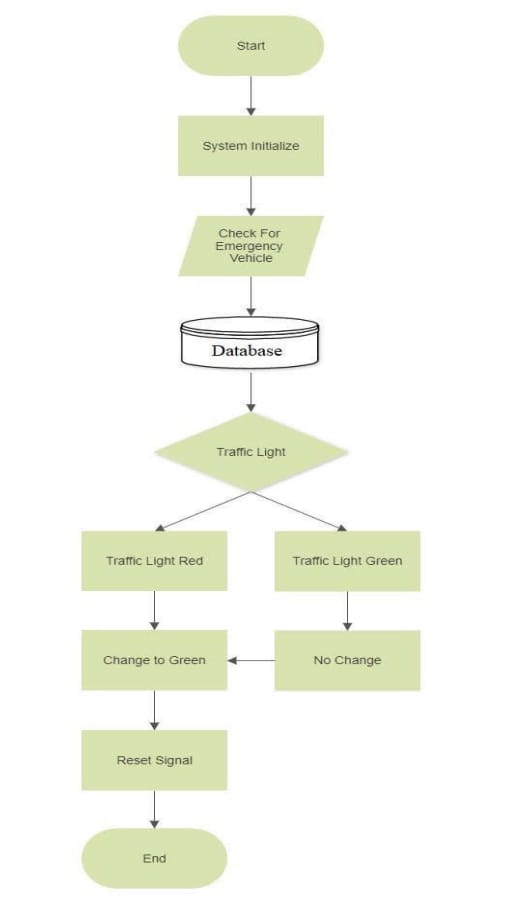 Start
System Initialize
Check For
Emergency
Vehicle
Database
Traffic Light
Traffic Light Red
Traffic Light Green
Change to Green
No Change
Reset Signal
End